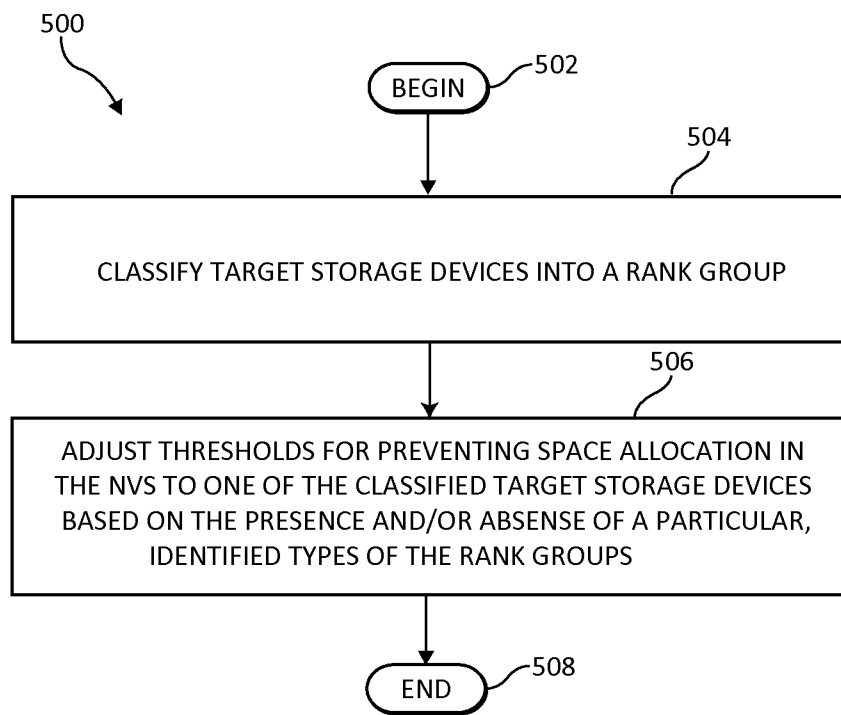 500
BEGIN
502
504
CLASSIFY TARGET STORAGE DEVICES INTO A RANK GROUP
506
ADJUST THRESHOLDS FOR PREVENTING SPACE ALLOCATION IN
THE NVS TO ONE OF THE CLASSIFIED TARGET STORAGE DEVICES
BASED ON THE PRESENCE AND/OR ABSENSE OF A PARTICULAR,
IDENTIFIED TYPES OF THE RANK GROUPS
END
508